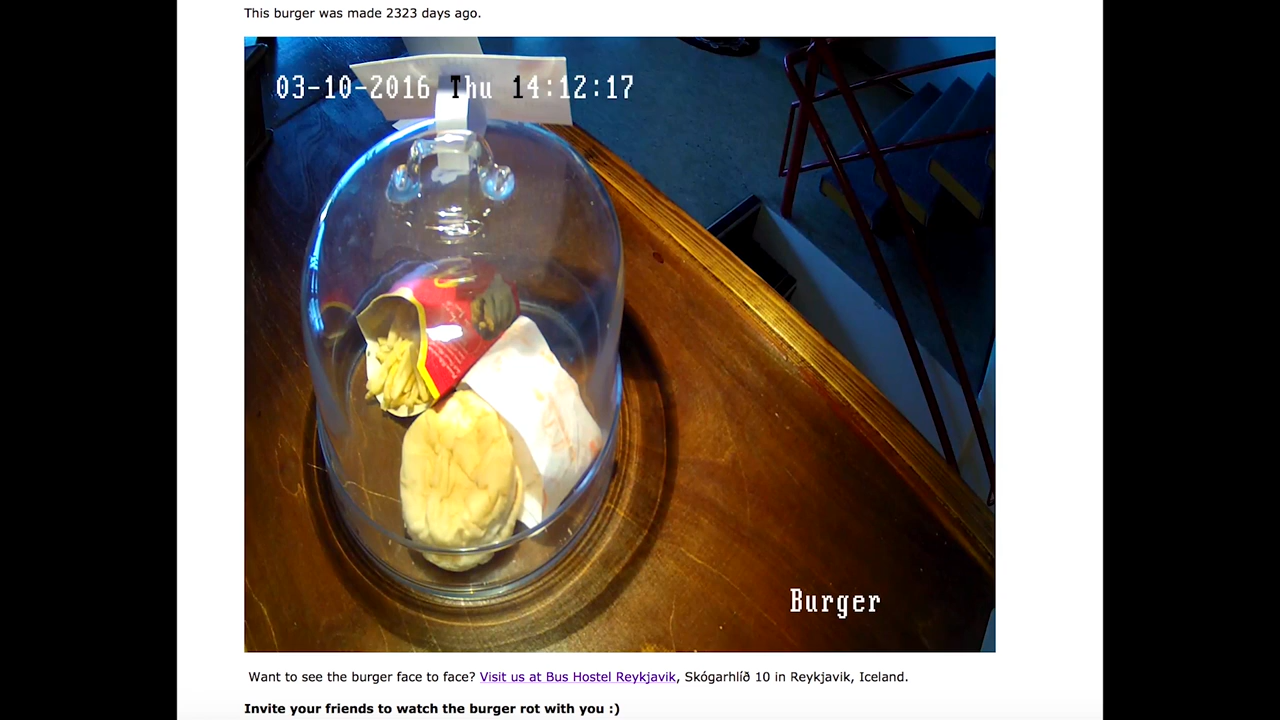 This burger was made 2323 days ago.
03-10-2016 Thu 14:12:17
Burger
Want to see the burger face to face? Visit us at Bus Hostel Reykjavik, Skógarhlíð 10 in Reykjavik, Iceland.
Invite your friends to watch the burger rot with you :)